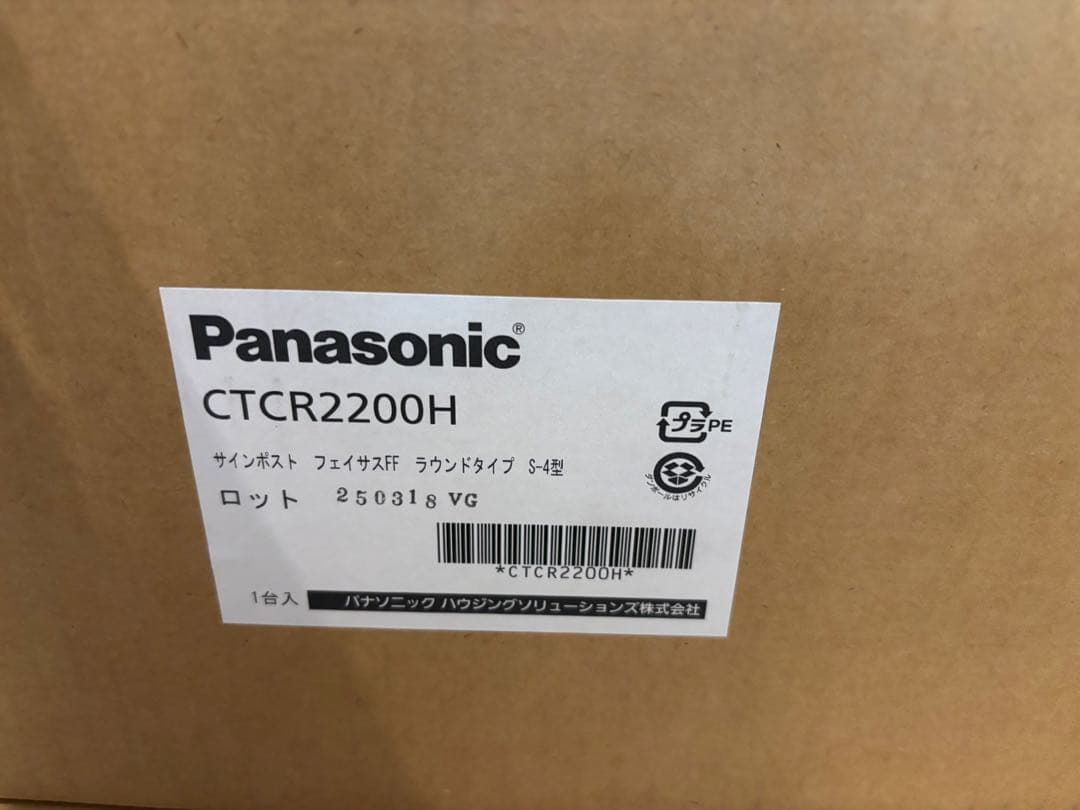 Panasonic®
CTCR2200H
プラ PE
サインポスト フェイサスFF ラウンドタイプ S-4型
ダンボールはリサイクル
ロット 250318 VG
*CTCR2200H*
1台入 パナソニック ハウジングソリューションズ株式会社